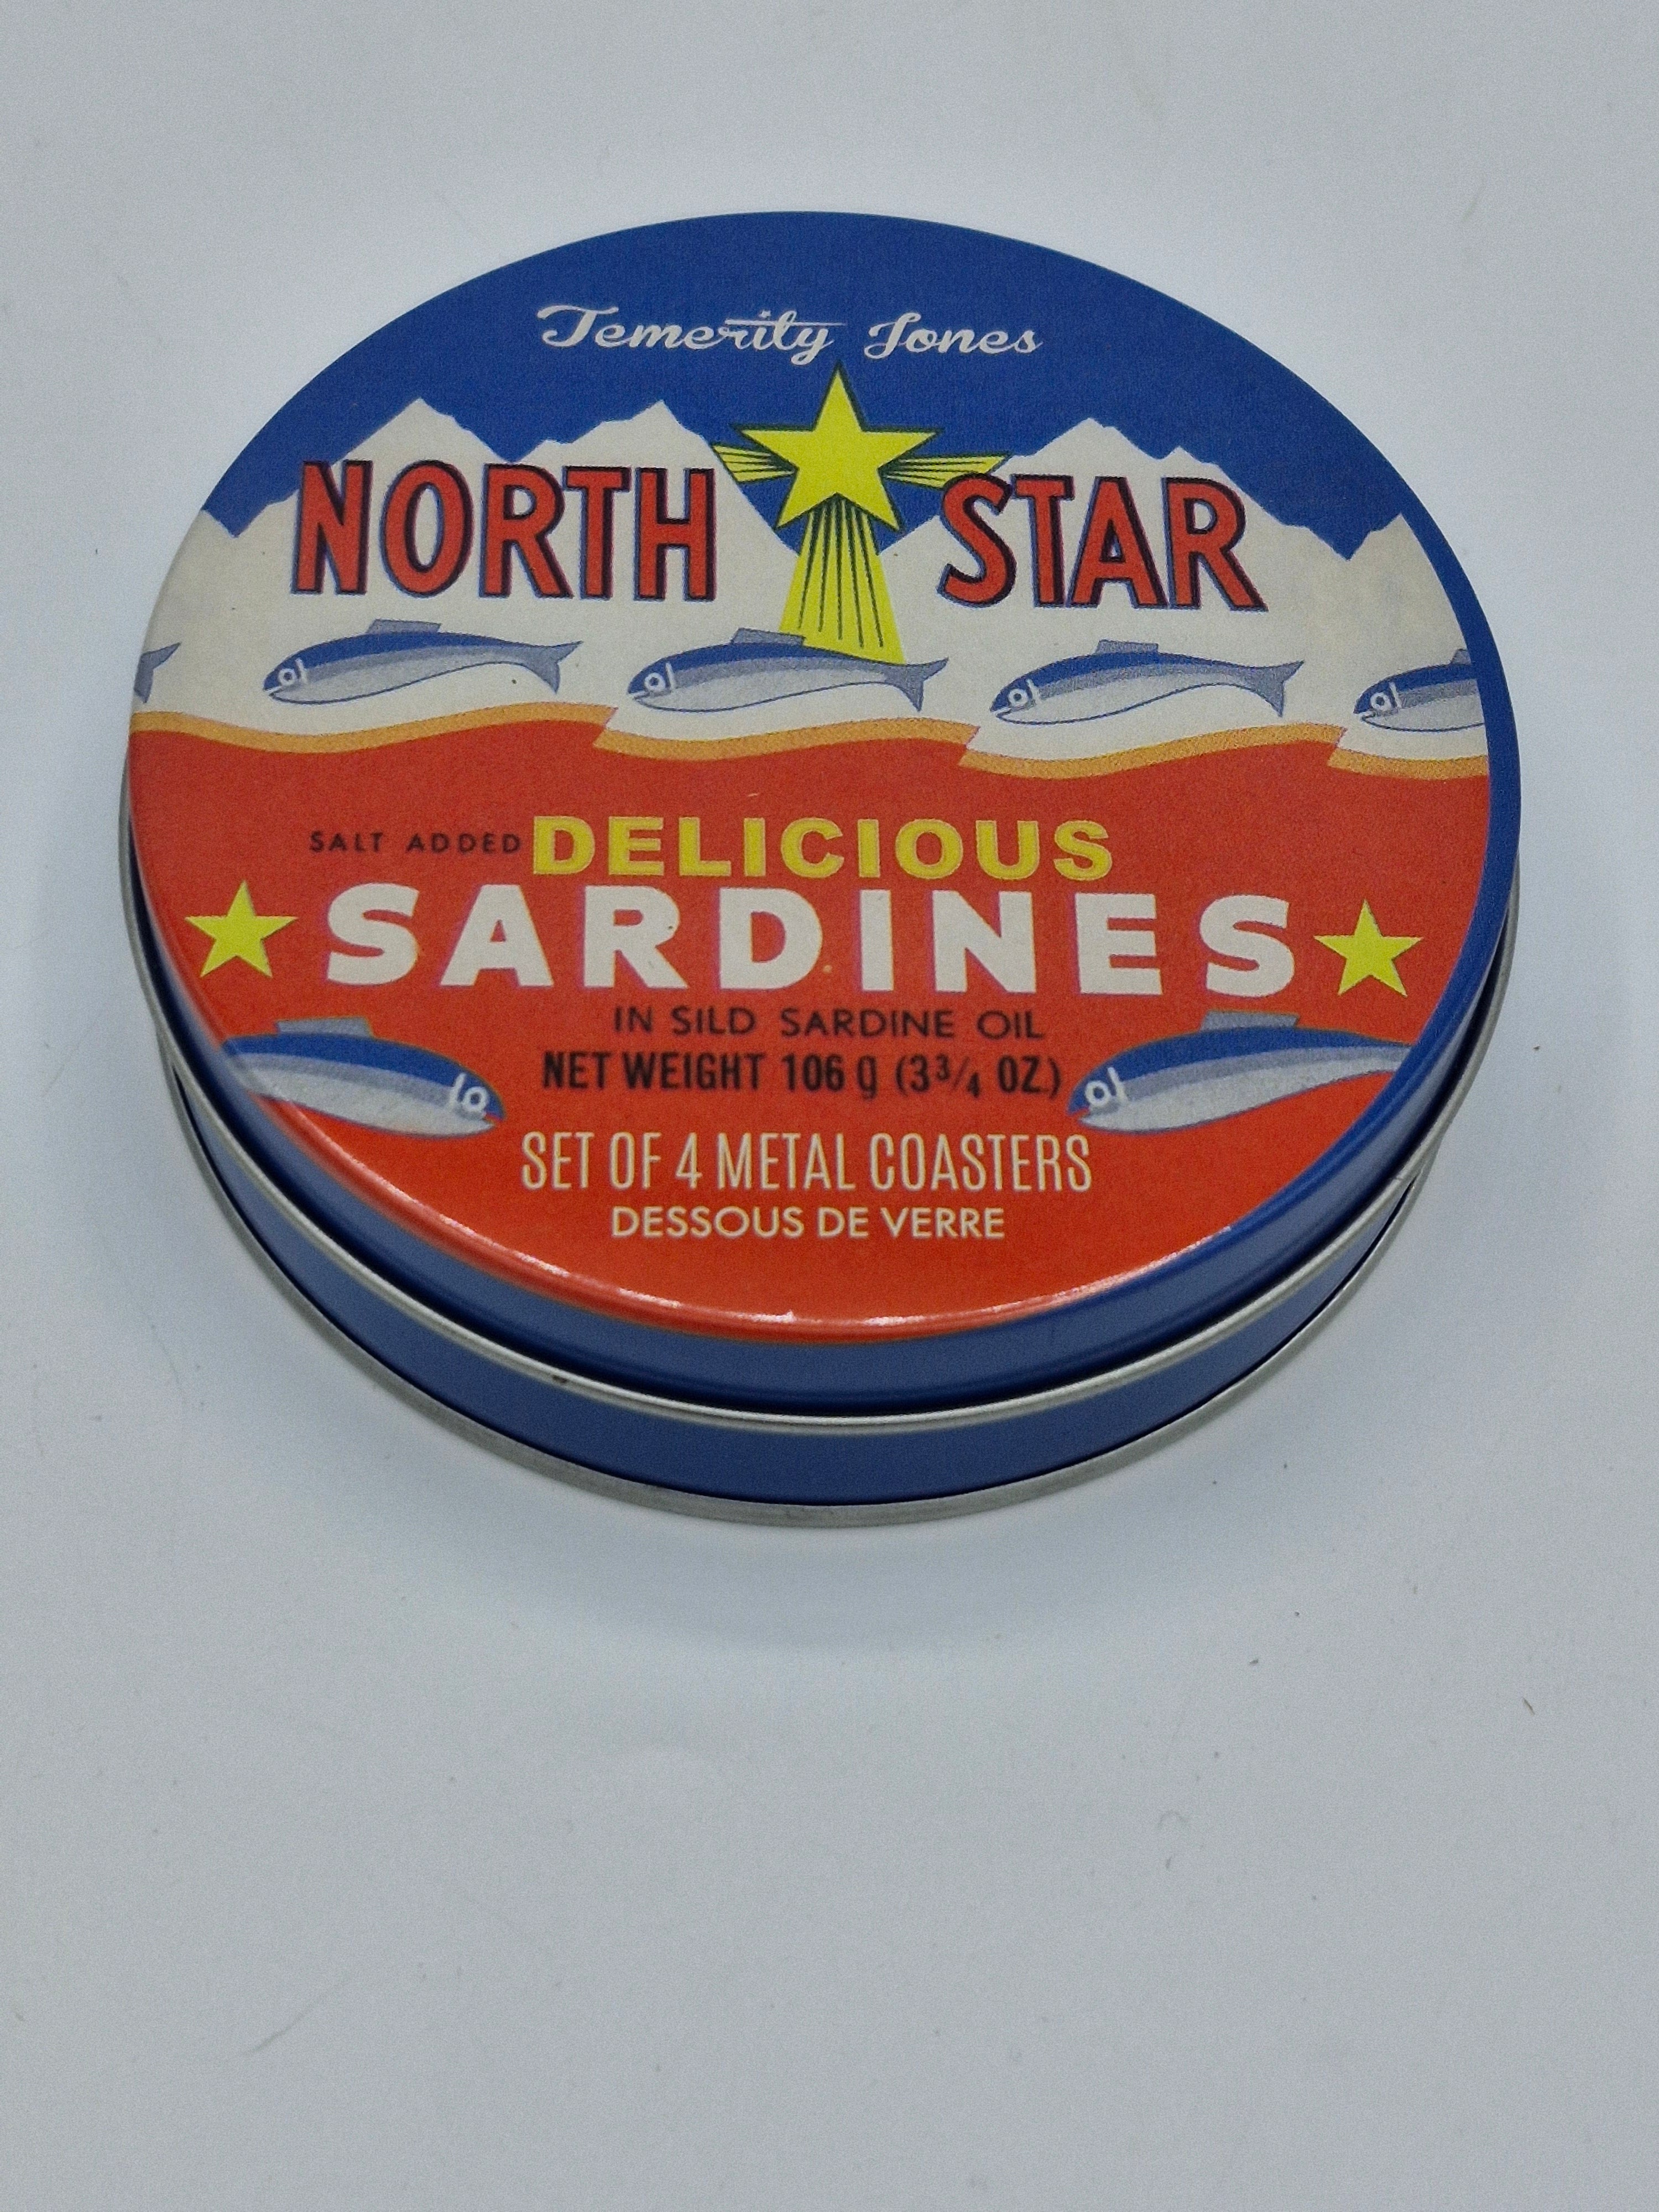 Temerity Jones
NORTH STAR
SALT ADDED DELICIOUS
SARDINES
IN SILD SARDINE OIL
NET WEIGHT 106 g (3 3/4 OZ.)
SET OF 4 METAL COASTERS
DESSOUS DE VERRE